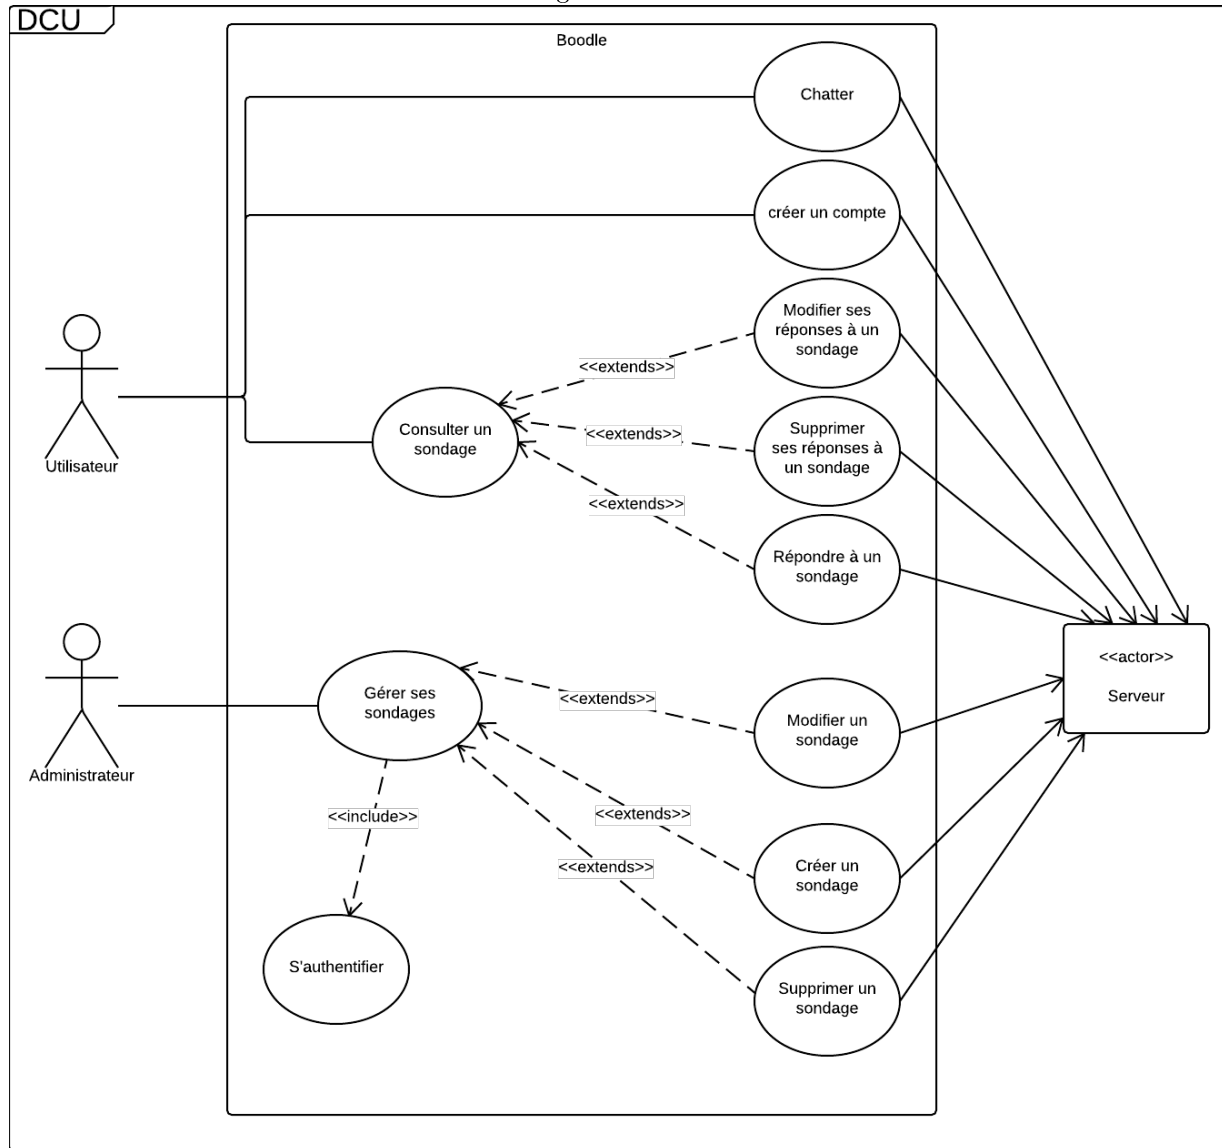 DCU
Boodle
Chatter
créer un compte
Modifier ses
réponses à un
sondage
<<extends>>
Consulter un
sondage
<<extends>>
Supprimer
ses réponses à
un sondage
Utilisateur
<<extends>>
Répondre à un
sondage
<<actor>>
Serveur
Gérer ses
sondages
<<extends>>
Modifier un
sondage
Administrateur
<<include>>
<<extends>>
<<extends>>
Créer un
sondage
S'authentifier
Supprimer un
sondage